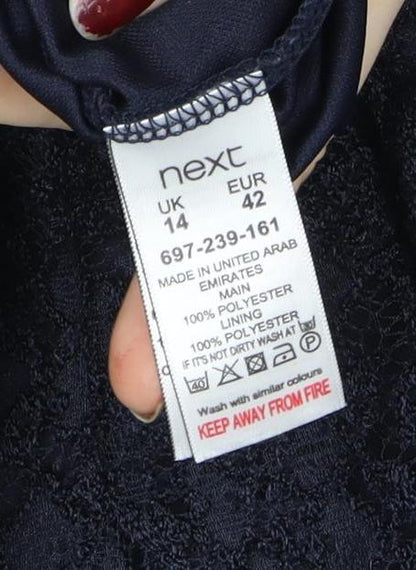 next
UK EUR
14 42
697-239-161
MADE IN UNITED ARAB
EMIRATES
MAIN
100% POLYESTER
LINING
100% POLYESTER
IF IT'S NOT DIRTY WASH AT 30
40 P
Wash with similar colours
KEEP AWAY FROM FIRE